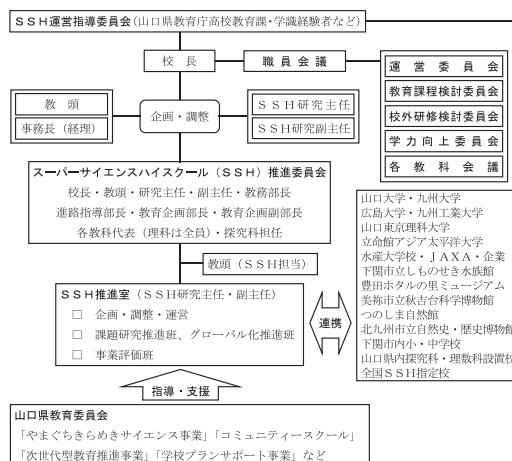 ＳＳＨ運営指導委員会（山口県教育庁高校教育課・学識経験者など）
校 長
職 員 会 議
運 営 委 員 会
教育課程検討委員会
校外研修検討委員会
学 力 向 上 委 員 会
各 教 科 会 議
教 頭
事務長（経理）
企画・調整
ＳＳＨ研究主任
ＳＳＨ研究副主任
スーパーサイエンスハイスクール（ＳＳＨ）推進委員会
校長・教頭・研究主任・副主任・教務部長
進路指導部長・教育企画部長・教育企画副部長
各教科代表（理科は全員）・探究科担任
教頭（ＳＳＨ担当）
ＳＳＨ推進室（ＳＳＨ研究主任・副主任）
□ 企画・調整・運営
□ 課題研究推進班、グローバル化推進班
□ 事業評価班
連携
山口大学・九州大学
広島大学・九州工業大学
山口東京理科大学
立命館アジア太平洋大学
水産大学校・ＪＡＸＡ・企業
下関市立しものせき水族館
豊田ホタルの里ミュージアム
美祢市立秋吉台科学博物館
つのしま自然館
北九州市立自然史・歴史博物館
下関市内小・中学校
山口県内探究科・理数科設置校
全国ＳＳＨ指定校
指導・支援
山口県教育委員会
「やまぐちきらめきサイエンス事業」「コミュニティースクール」
「次世代型教育推進事業」「学校プランサポート事業」など